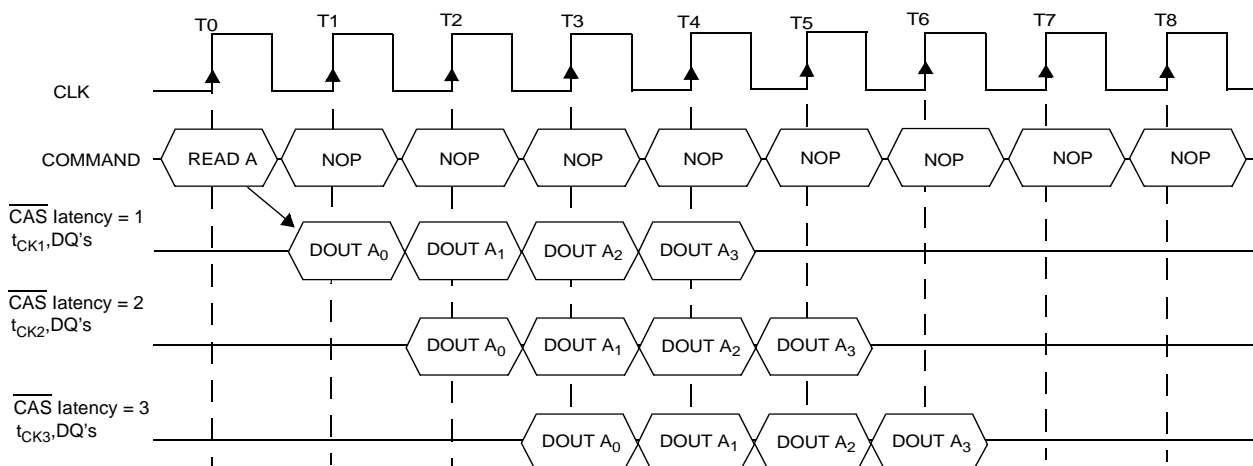 T0 T1 T2 T3 T4 T5 T6 T7 T8
CLK
COMMAND READ A NOP NOP NOP NOP NOP NOP NOP NOP
CAS latency = 1
tCK1,DQ's DOUT A0 DOUT A1 DOUT A2 DOUT A3
CAS latency = 2
tCK2,DQ's DOUT A0 DOUT A1 DOUT A2 DOUT A3
CAS latency = 3
tCK3,DQ's DOUT A0 DOUT A1 DOUT A2 DOUT A3